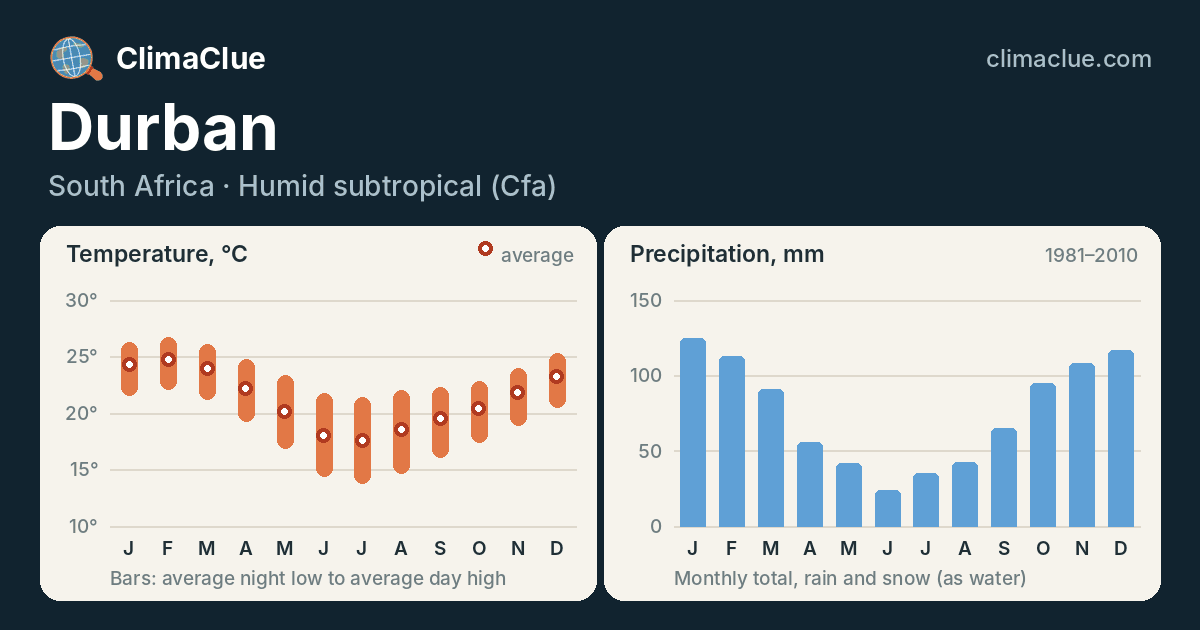 ClimaClue
climaclue.com
Durban
South Africa · Humid subtropical (Cfa)
Temperature, °C
average
30°
25°
20°
15°
10°
J F M A M J J A S O N D
Bars: average night low to average day high
Precipitation, mm
1981–2010
150
100
50
0
J F M A M J J A S O N D
Monthly total, rain and snow (as water)